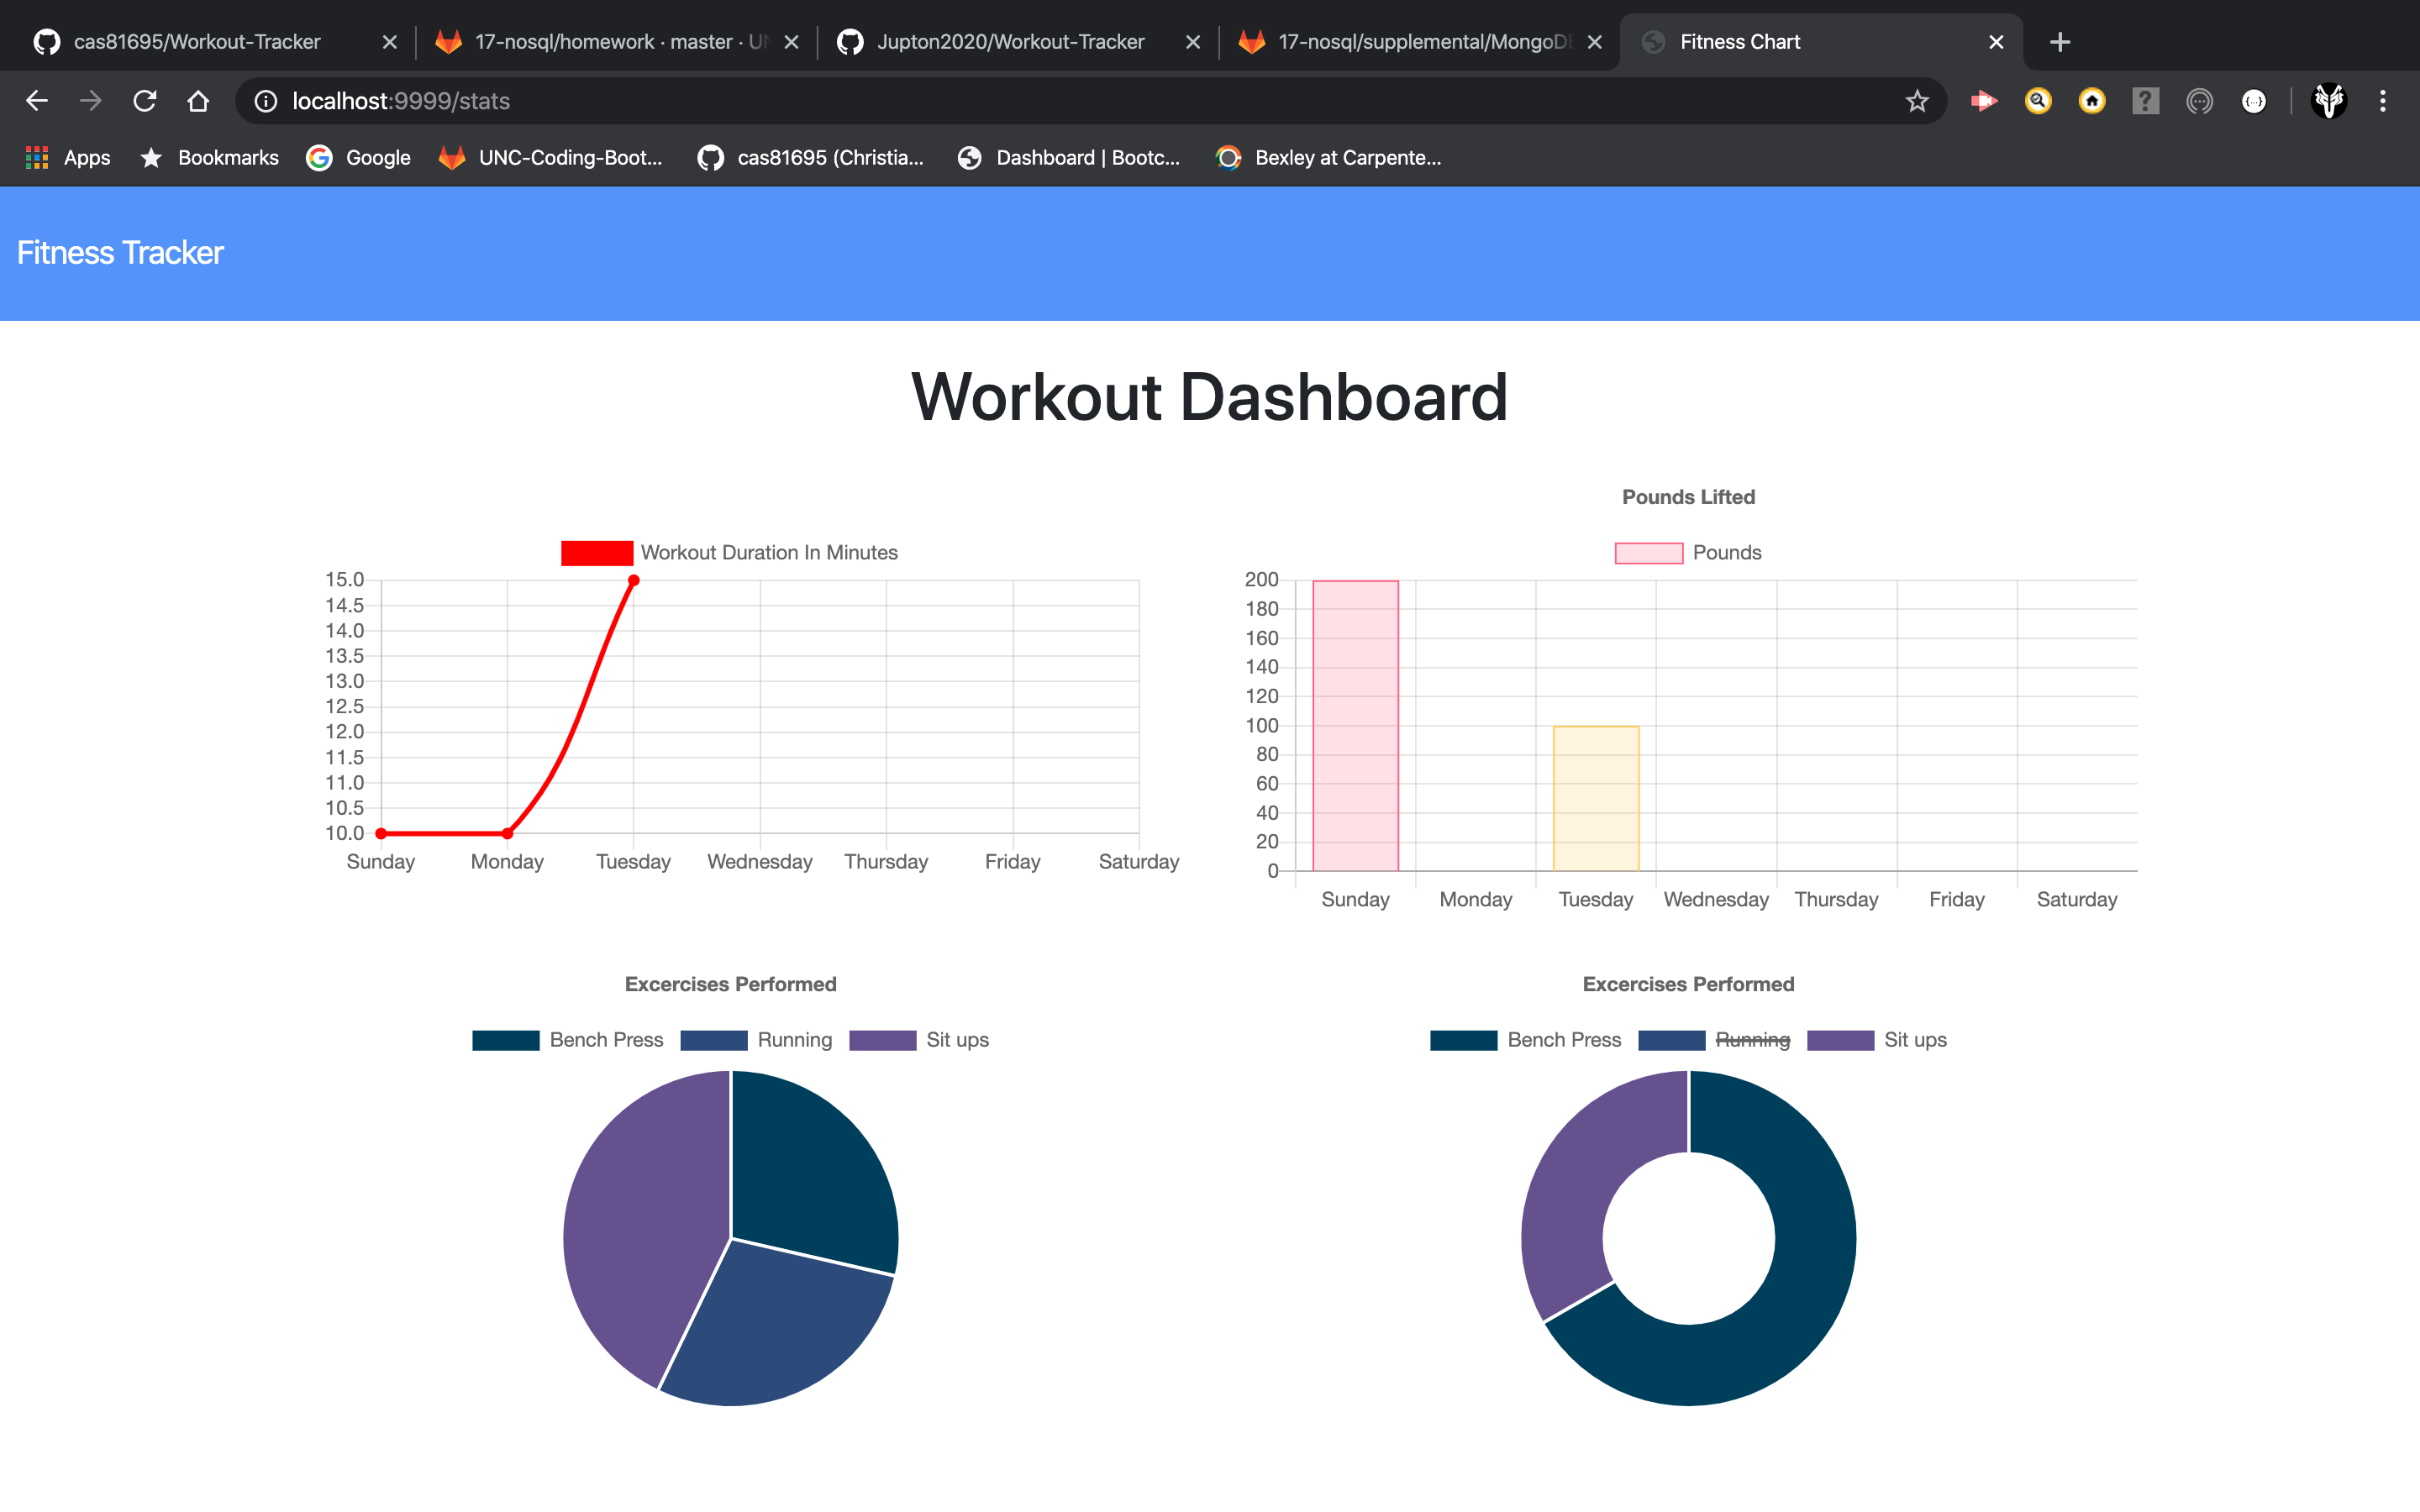 cas81695/Workout-Tracker
17-nosql/homework · master · UN
Jupton2020/Workout-Tracker
17-nosql/supplemental/MongoDB
Fitness Chart
localhost:9999/stats
Apps
Bookmarks
Google
UNC-Coding-Boot...
cas81695 (Christia...
Dashboard | Bootc...
Bexley at Carpente...
Fitness Tracker
Workout Dashboard
Workout Duration In Minutes
15.0
14.5
14.0
13.5
13.0
12.5
12.0
11.5
11.0
10.5
10.0
Sunday Monday Tuesday Wednesday Thursday Friday Saturday
Pounds Lifted
Pounds
200
180
160
140
120
100
80
60
40
20
0
Sunday Monday Tuesday Wednesday Thursday Friday Saturday
Excercises Performed
Bench Press Running Sit ups
Excercises Performed
Bench Press Running Sit ups